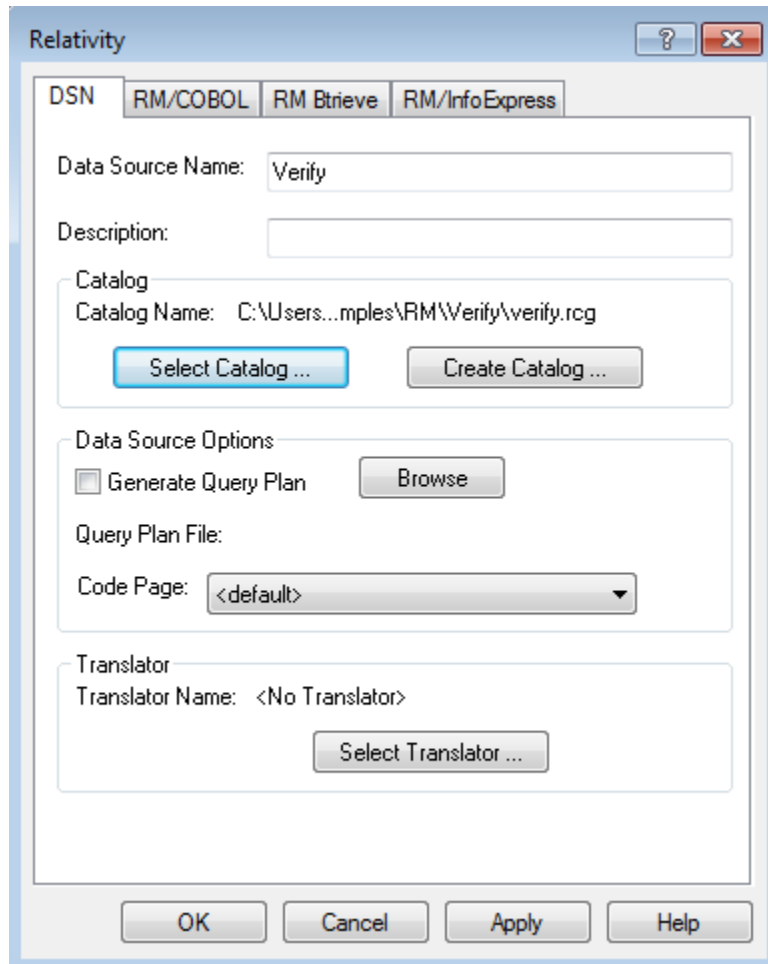 Relativity
DSN RM/COBOL RM Btrieve RM/InfoExpress
Data Source Name: Verify
Description:
Catalog
Catalog Name: C:\Users...mples\RM\Verify\verify.rcg
Select Catalog ... Create Catalog ...
Data Source Options
Generate Query Plan Browse
Query Plan File:
Code Page: <default>
Translator
Translator Name: <No Translator>
Select Translator ...
OK Cancel Apply Help